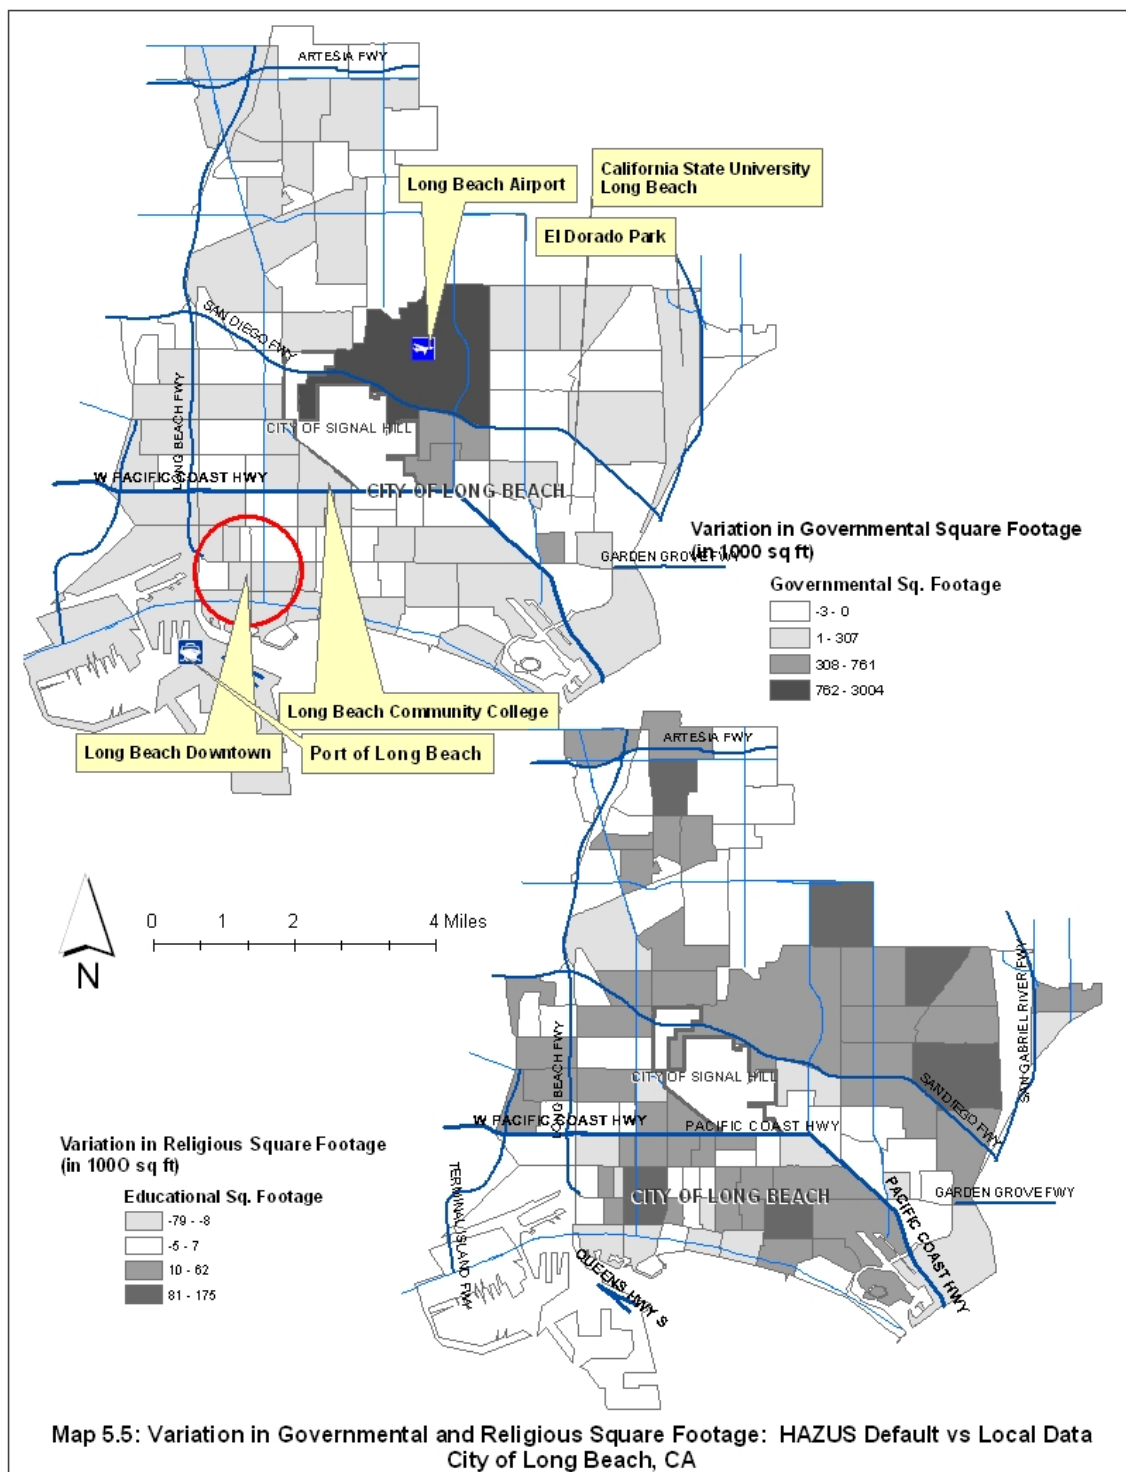 ARTESIA FWY
Long Beach Airport
California State University
Long Beach
El Dorado Park
SAN DIEGO FWY
LONG BEACH FWY
CITY OF SIGNAL HILL
W PACIFIC COAST HWY
CITY OF LONG BEACH
Variation in Governmental Square Footage
(in 1000 sq ft)
GARDEN GROVE FWY
Governmental Sq. Footage
-3 - 0
1 - 307
308 - 761
762 - 3004
Long Beach Community College
Long Beach Downtown
Port of Long Beach
ARTESIA FWY
0 1 2 4 Miles
N
SAN GABRIEL RIVER FWY
LONG BEACH FWY
CITY OF SIGNAL HILL
SAN DIEGO FWY
W PACIFIC COAST HWY
PACIFIC COAST HWY
Variation in Religious Square Footage
(in 1000 sq ft)
Educational Sq. Footage
-79 - -8
-5 - 7
10 - 62
81 - 175
TERMINAL ISLAND FWY
CITY OF LONG BEACH
GARDEN GROVE FWY
PACIFIC COAST HWY
QUEENS HWY S
Map 5.5: Variation in Governmental and Religious Square Footage: HAZUS Default vs Local Data
City of Long Beach, CA